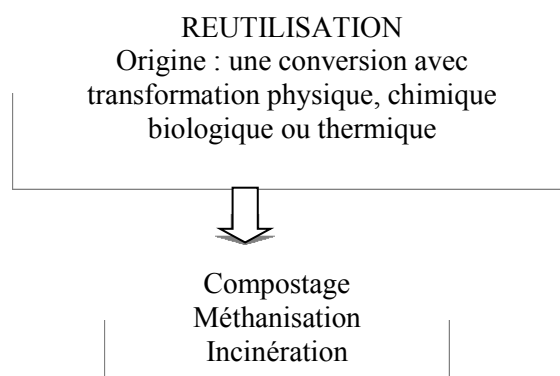 REUTILISATION
Origine : une conversion avec
transformation physique, chimique
biologique ou thermique
Compostage
Méthanisation
Incinération